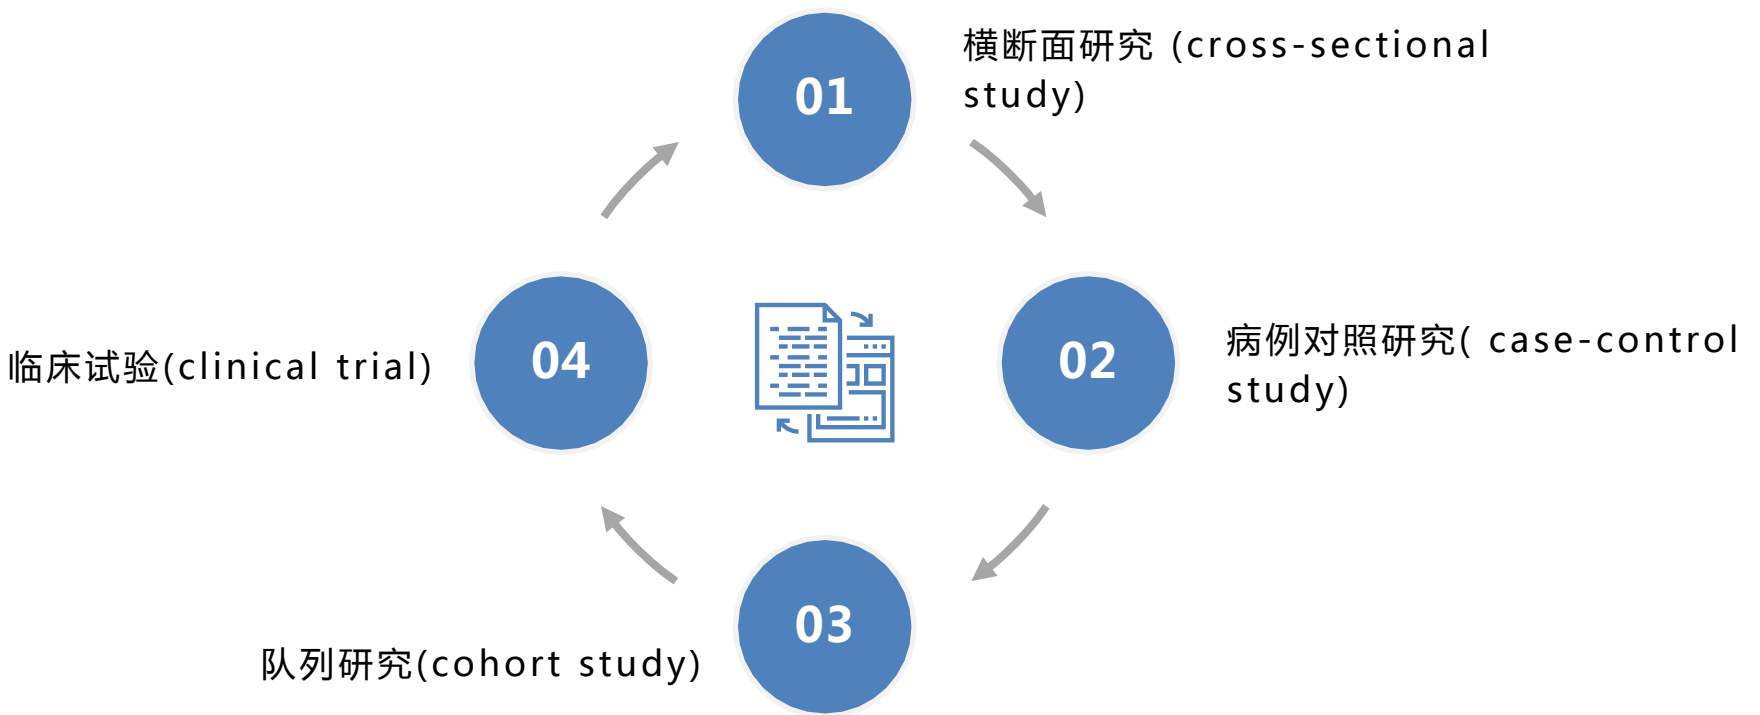 01
横断面研究 (cross-sectional
study)
02
病例对照研究( case-control
study)
03
队列研究(cohort study)
04
临床试验(clinical trial)